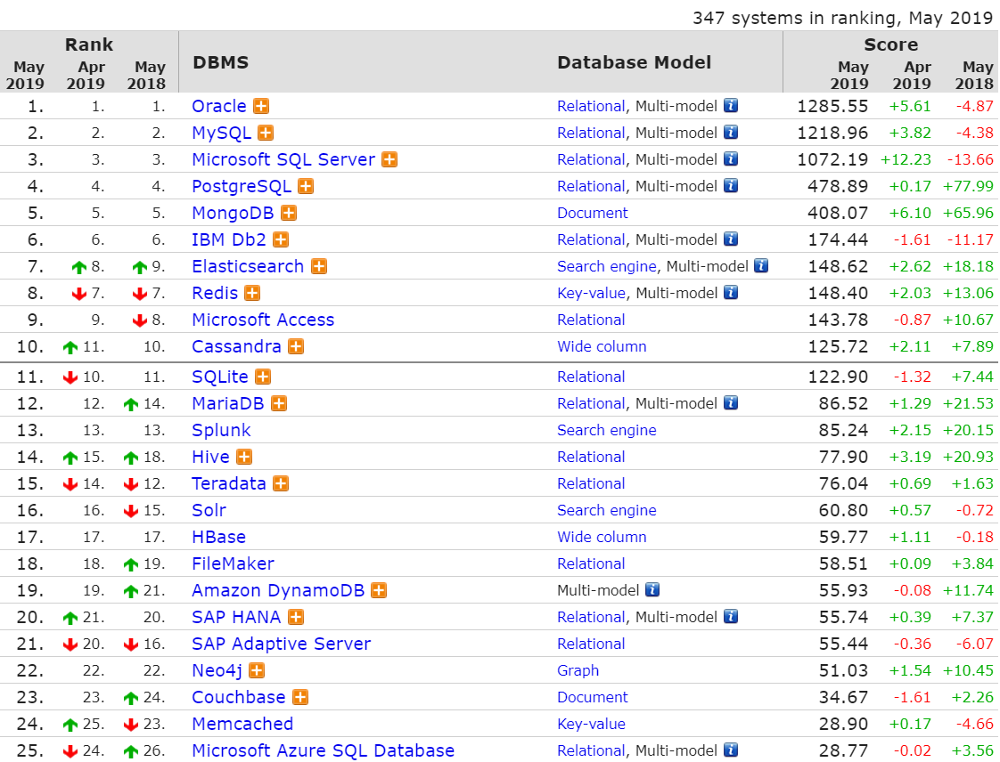 347 systems in ranking, May 2019
Rank DBMS Database Model Score
May 2019 Apr 2019 May 2018 May 2019 Apr 2019 May 2018
1. 1. 1. Oracle Relational, Multi-model 1285.55 +5.61 -4.87
2. 2. 2. MySQL Relational, Multi-model 1218.96 +3.82 -4.38
3. 3. 3. Microsoft SQL Server Relational, Multi-model 1072.19 +12.23 -13.66
4. 4. 4. PostgreSQL Relational, Multi-model 478.89 +0.17 +77.99
5. 5. 5. MongoDB Document 408.07 +6.10 +65.96
6. 6. 6. IBM Db2 Relational, Multi-model 174.44 -1.61 -11.17
7. 8. 9. Elasticsearch Search engine, Multi-model 148.62 +2.62 +18.18
8. 7. 7. Redis Key-value, Multi-model 148.40 +2.03 +13.06
9. 9. 8. Microsoft Access Relational 143.78 -0.87 +10.67
10. 11. 10. Cassandra Wide column 125.72 +2.11 +7.89
11. 10. 11. SQLite Relational 122.90 -1.32 +7.44
12. 12. 14. MariaDB Relational, Multi-model 86.52 +1.29 +21.53
13. 13. 13. Splunk Search engine 85.24 +2.15 +20.15
14. 15. 18. Hive Relational 77.90 +3.19 +20.93
15. 14. 12. Teradata Relational 76.04 +0.69 +1.63
16. 16. 15. Solr Search engine 60.80 +0.57 -0.72
17. 17. 17. HBase Wide column 59.77 +1.11 -0.18
18. 18. 19. FileMaker Relational 58.51 +0.09 +3.84
19. 19. 21. Amazon DynamoDB Multi-model 55.93 -0.08 +11.74
20. 21. 20. SAP HANA Relational, Multi-model 55.74 +0.39 +7.37
21. 20. 16. SAP Adaptive Server Relational 55.44 -0.36 -6.07
22. 22. 22. Neo4j Graph 51.03 +1.54 +10.45
23. 23. 24. Couchbase Document 34.67 -1.61 +2.26
24. 25. 23. Memcached Key-value 28.90 +0.17 -4.66
25. 24. 26. Microsoft Azure SQL Database Relational, Multi-model 28.77 -0.02 +3.56